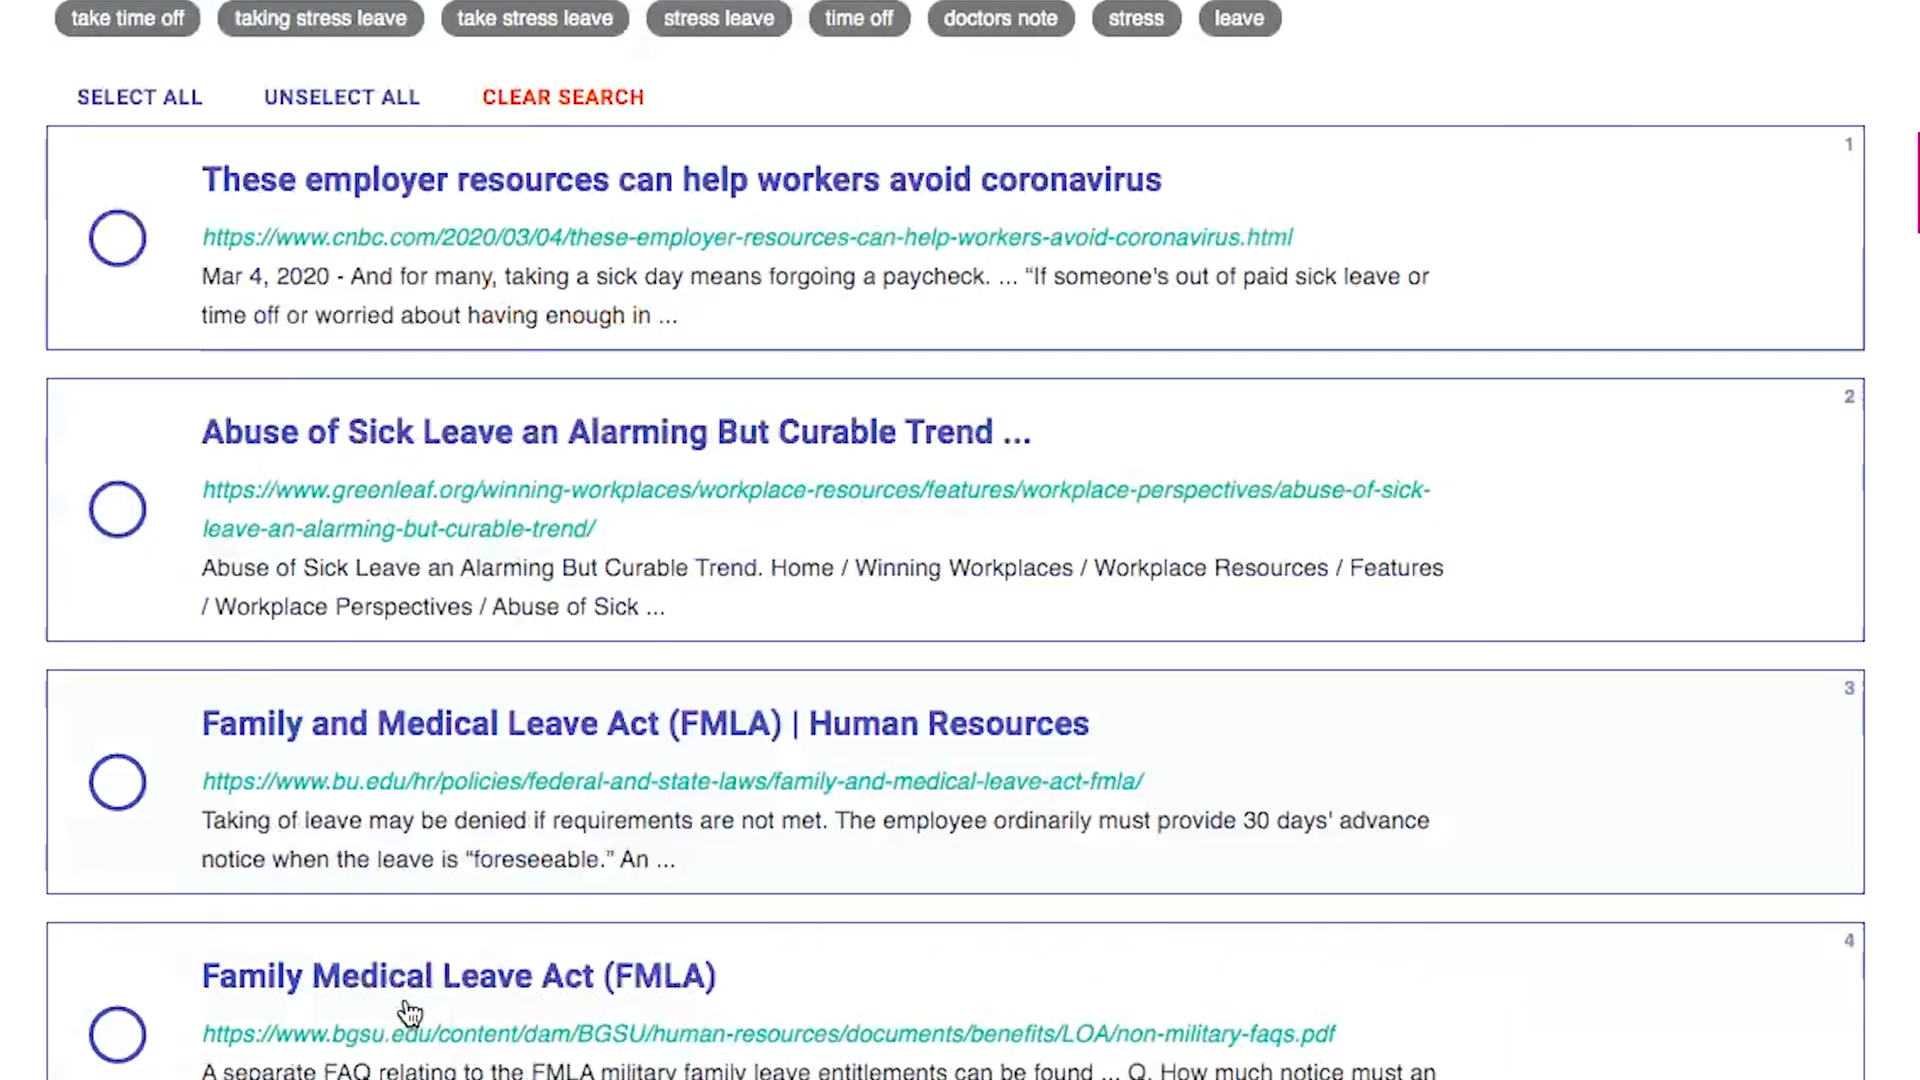 take time off taking stress leave take stress leave stress leave time off doctors note stress leave
SELECT ALL UNSELECT ALL CLEAR SEARCH
1
These employer resources can help workers avoid coronavirus
https://www.cnbc.com/2020/03/04/these-employer-resources-can-help-workers-avoid-coronavirus.html
Mar 4, 2020 - And for many, taking a sick day means forgoing a paycheck. ... “If someone's out of paid sick leave or
time off or worried about having enough in ...
2
Abuse of Sick Leave an Alarming But Curable Trend ...
https://www.greenleaf.org/winning-workplaces/workplace-resources/features/workplace-perspectives/abuse-of-sick-
leave-an-alarming-but-curable-trend/
Abuse of Sick Leave an Alarming But Curable Trend. Home / Winning Workplaces / Workplace Resources / Features
/ Workplace Perspectives / Abuse of Sick ...
3
Family and Medical Leave Act (FMLA) | Human Resources
https://www.bu.edu/hr/policies/federal-and-state-laws/family-and-medical-leave-act-fmla/
Taking of leave may be denied if requirements are not met. The employee ordinarily must provide 30 days' advance
notice when the leave is “foreseeable.” An ...
4
Family Medical Leave Act (FMLA)
https://www.bgsu.edu/content/dam/BGSU/human-resources/documents/benefits/LOA/non-military-faqs.pdf
A separate FAQ relating to the FMLA military family leave entitlements can be found ... Q. How much notice must an